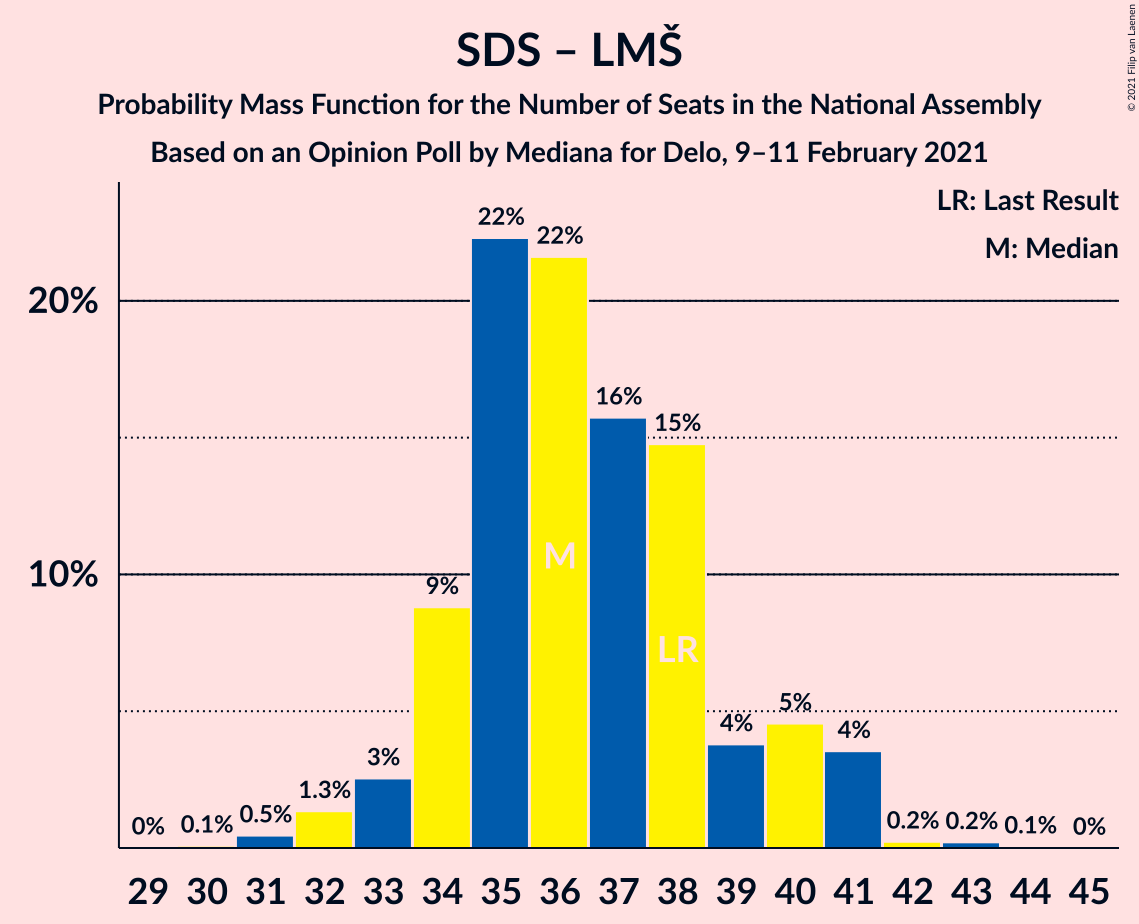 SDS – LMŠ
Probability Mass Function for the Number of Seats in the National Assembly
Based on an Opinion Poll by Mediana for Delo, 9–11 February 2021
© 2021 Filip van Laenen
LR: Last Result
M: Median
20%
10%
0%
0.1%
0.5%
1.3%
3%
9%
22%
22%
16%
15%
4%
5%
4%
0.2%
0.2%
0.1%
0%
M
LR
29 30 31 32 33 34 35 36 37 38 39 40 41 42 43 44 45